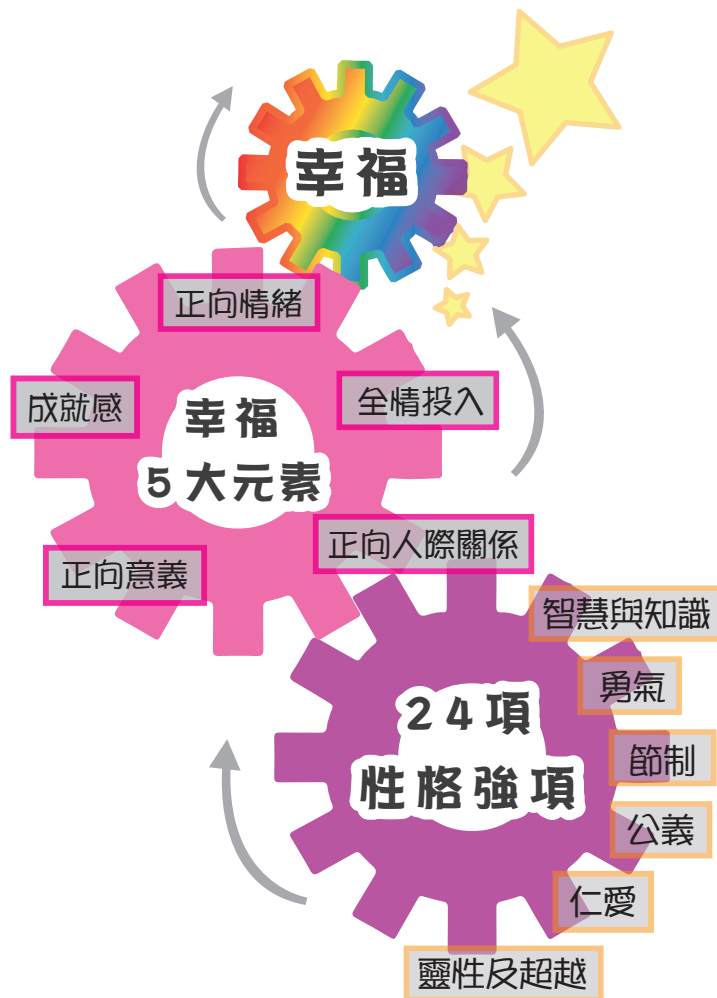 幸福
正向情緒
成就感
全情投入
幸福
5大元素
正向人際關係
正向意義
智慧與知識
勇氣
24項
性格強項
節制
公義
仁愛
靈性及超越